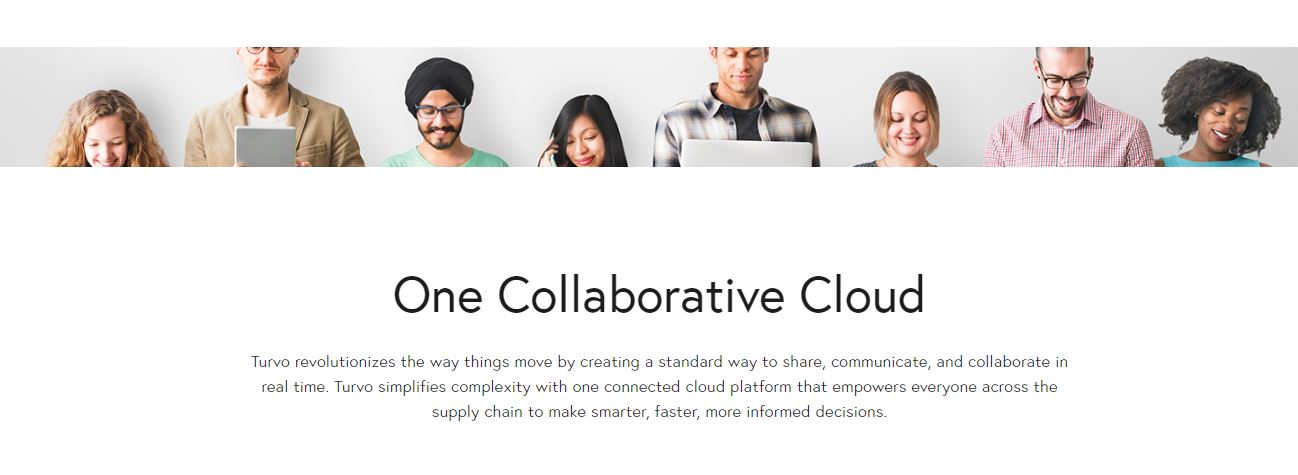 One Collaborative Cloud
Turvo revolutionizes the way things move by creating a standard way to share, communicate, and collaborate in
real time. Turvo simplifies complexity with one connected cloud platform that empowers everyone across the
supply chain to make smarter, faster, more informed decisions.